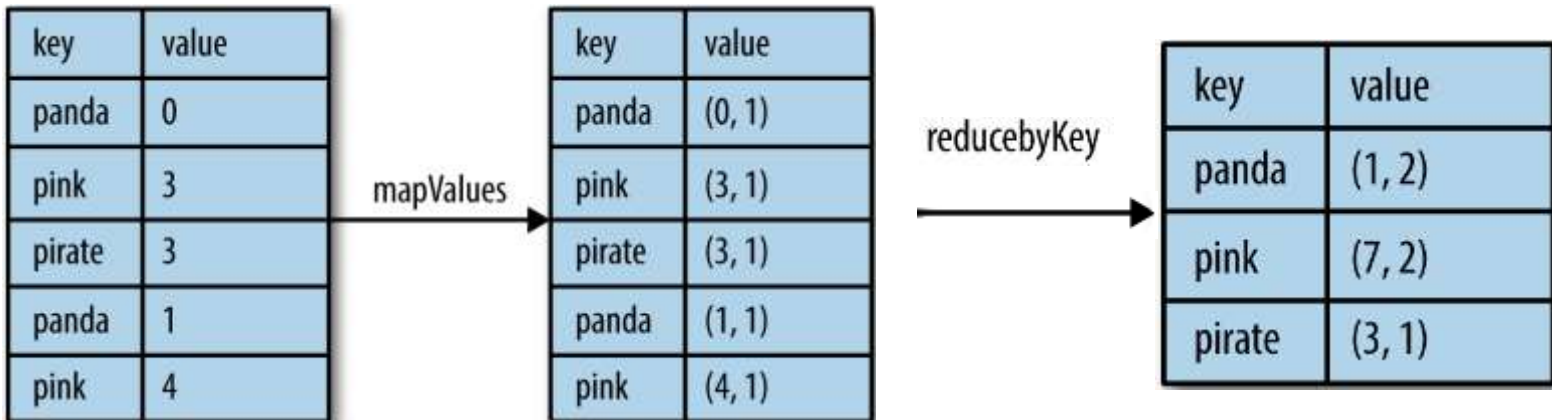 key value
panda 0
pink 3
pirate 3
panda 1
pink 4
mapValues
key value
panda (0, 1)
pink (3, 1)
pirate (3, 1)
panda (1, 1)
pink (4, 1)
reducebyKey
key value
panda (1, 2)
pink (7, 2)
pirate (3, 1)